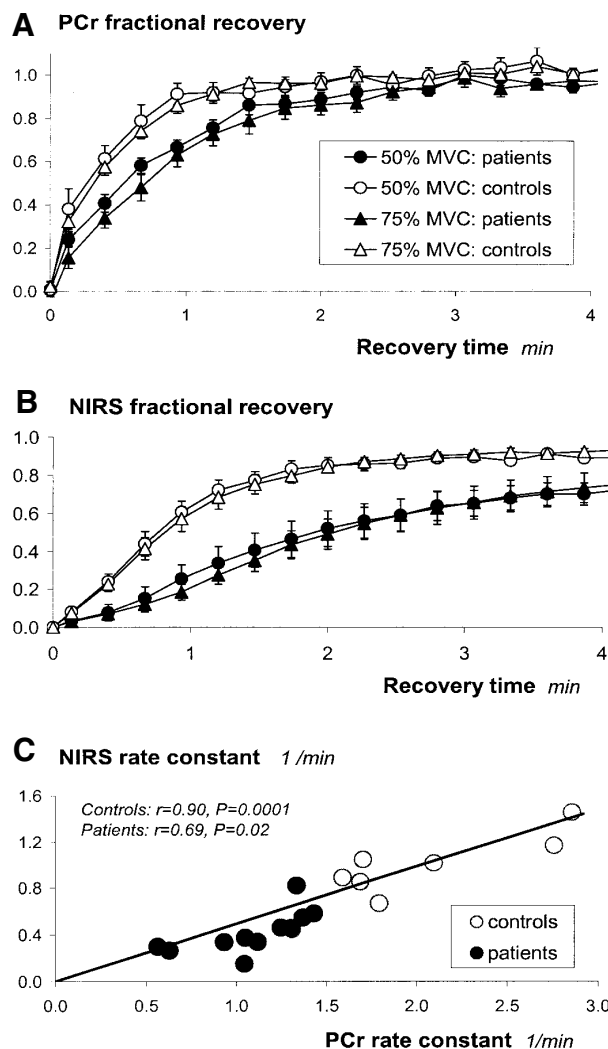 A PCr fractional recovery
1.0
0.8
0.6
0.4
0.2
0.0
50% MVC: patients
50% MVC: controls
75% MVC: patients
75% MVC: controls
0 1 2 3 4
Recovery time min
B NIRS fractional recovery
1.0
0.8
0.6
0.4
0.2
0.0
0 1 2 3 4
Recovery time min
C NIRS rate constant 1/min
1.6
1.2
0.8
0.4
0.0
Controls: r=0.90, P=0.0001
Patients: r=0.69, P=0.02
controls
patients
0.0 0.5 1.0 1.5 2.0 2.5 3.0
PCr rate constant 1/min